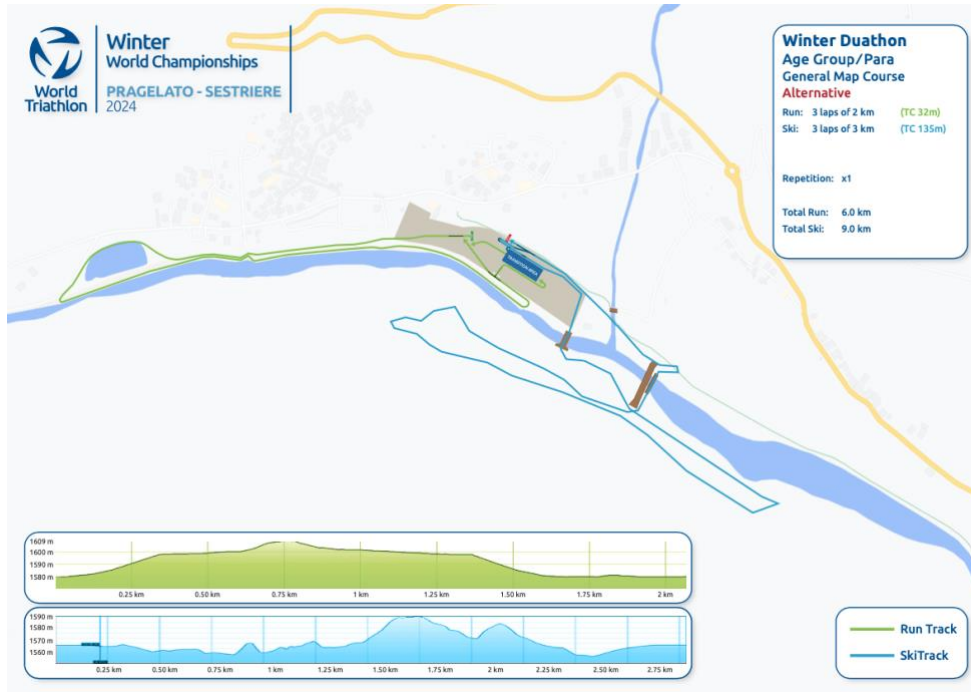 World
Triathlon
Winter
World Championships
PRAGELATO - SESTRIERE
2024
Winter Duathon
Age Group/Para
General Map Course
Alternative
Run: 3 laps of 2 km (TC 32m)
Ski: 3 laps of 3 km (TC 135m)
Repetition: x1
Total Run: 6.0 km
Total Ski: 9.0 km
TRANSITION AREA
1609 m
1600 m
1590 m
1580 m
0.25 km 0.50 km 0.75 km 1 km 1.25 km 1.50 km 1.75 km 2 km
1590 m
1580 m
1570 m
1560 m
0.25 km 0.50 km 0.75 km 1 km 1.25 km 1.50 km 1.75 km 2 km 2.25 km 2.50 km 2.75 km
Run Track
SkiTrack